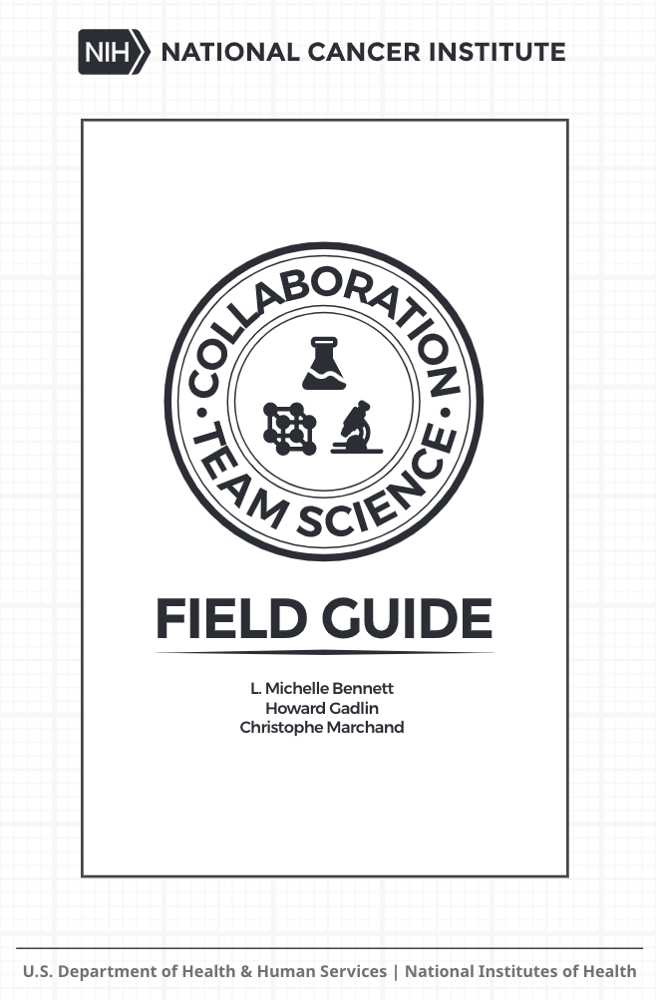 NIH NATIONAL CANCER INSTITUTE
COLLABORATION
• TEAM SCIENCE •
FIELD GUIDE
L. Michelle Bennett
Howard Gadlin
Christophe Marchand
U.S. Department of Health & Human Services | National Institutes of Health